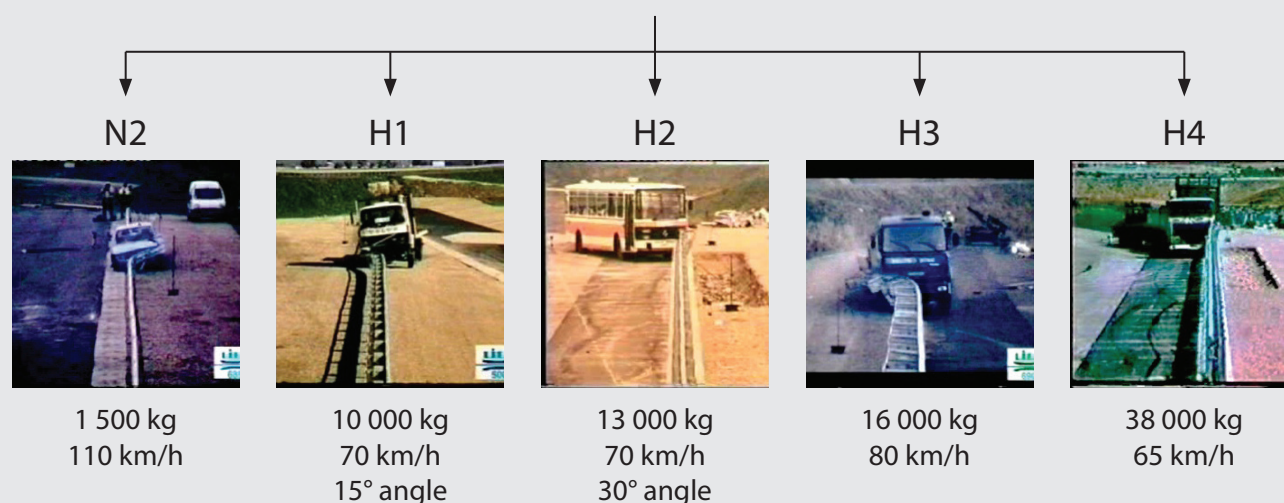 N2
H1
H2
H3
H4
1 500 kg
110 km/h
10 000 kg
70 km/h
15° angle
13 000 kg
70 km/h
30° angle
16 000 kg
80 km/h
38 000 kg
65 km/h